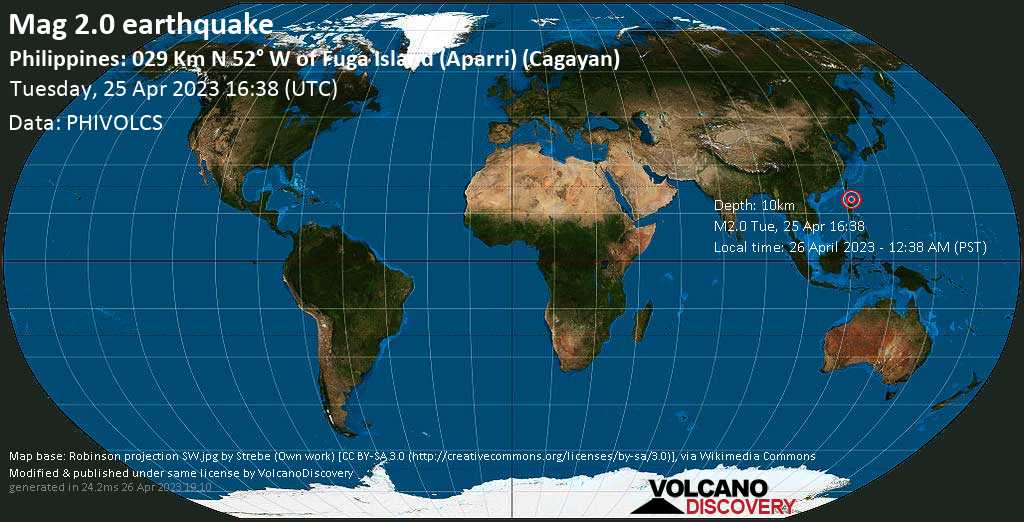 Mag 2.0 earthquake
Philippines: 029 Km N 52° W of Fuga Island (Aparri) (Cagayan)
Tuesday, 25 Apr 2023 16:38 (UTC)
Data: PHIVOLCS
Depth: 10km
M2.0 Tue, 25 Apr 16:38
Local time: 26 April 2023 - 12:38 AM (PST)
Map base: Robinson projection SW.jpg by Strebe (Own work) [CC BY-SA 3.0 (http://creativecommons.org/licenses/by-sa/3.0)], via Wikimedia Commons
Modified & published under same license by VolcanoDiscovery
generated in 24.2ms 26 Apr 2023 19:10
VOLCANO
DISCOVERY